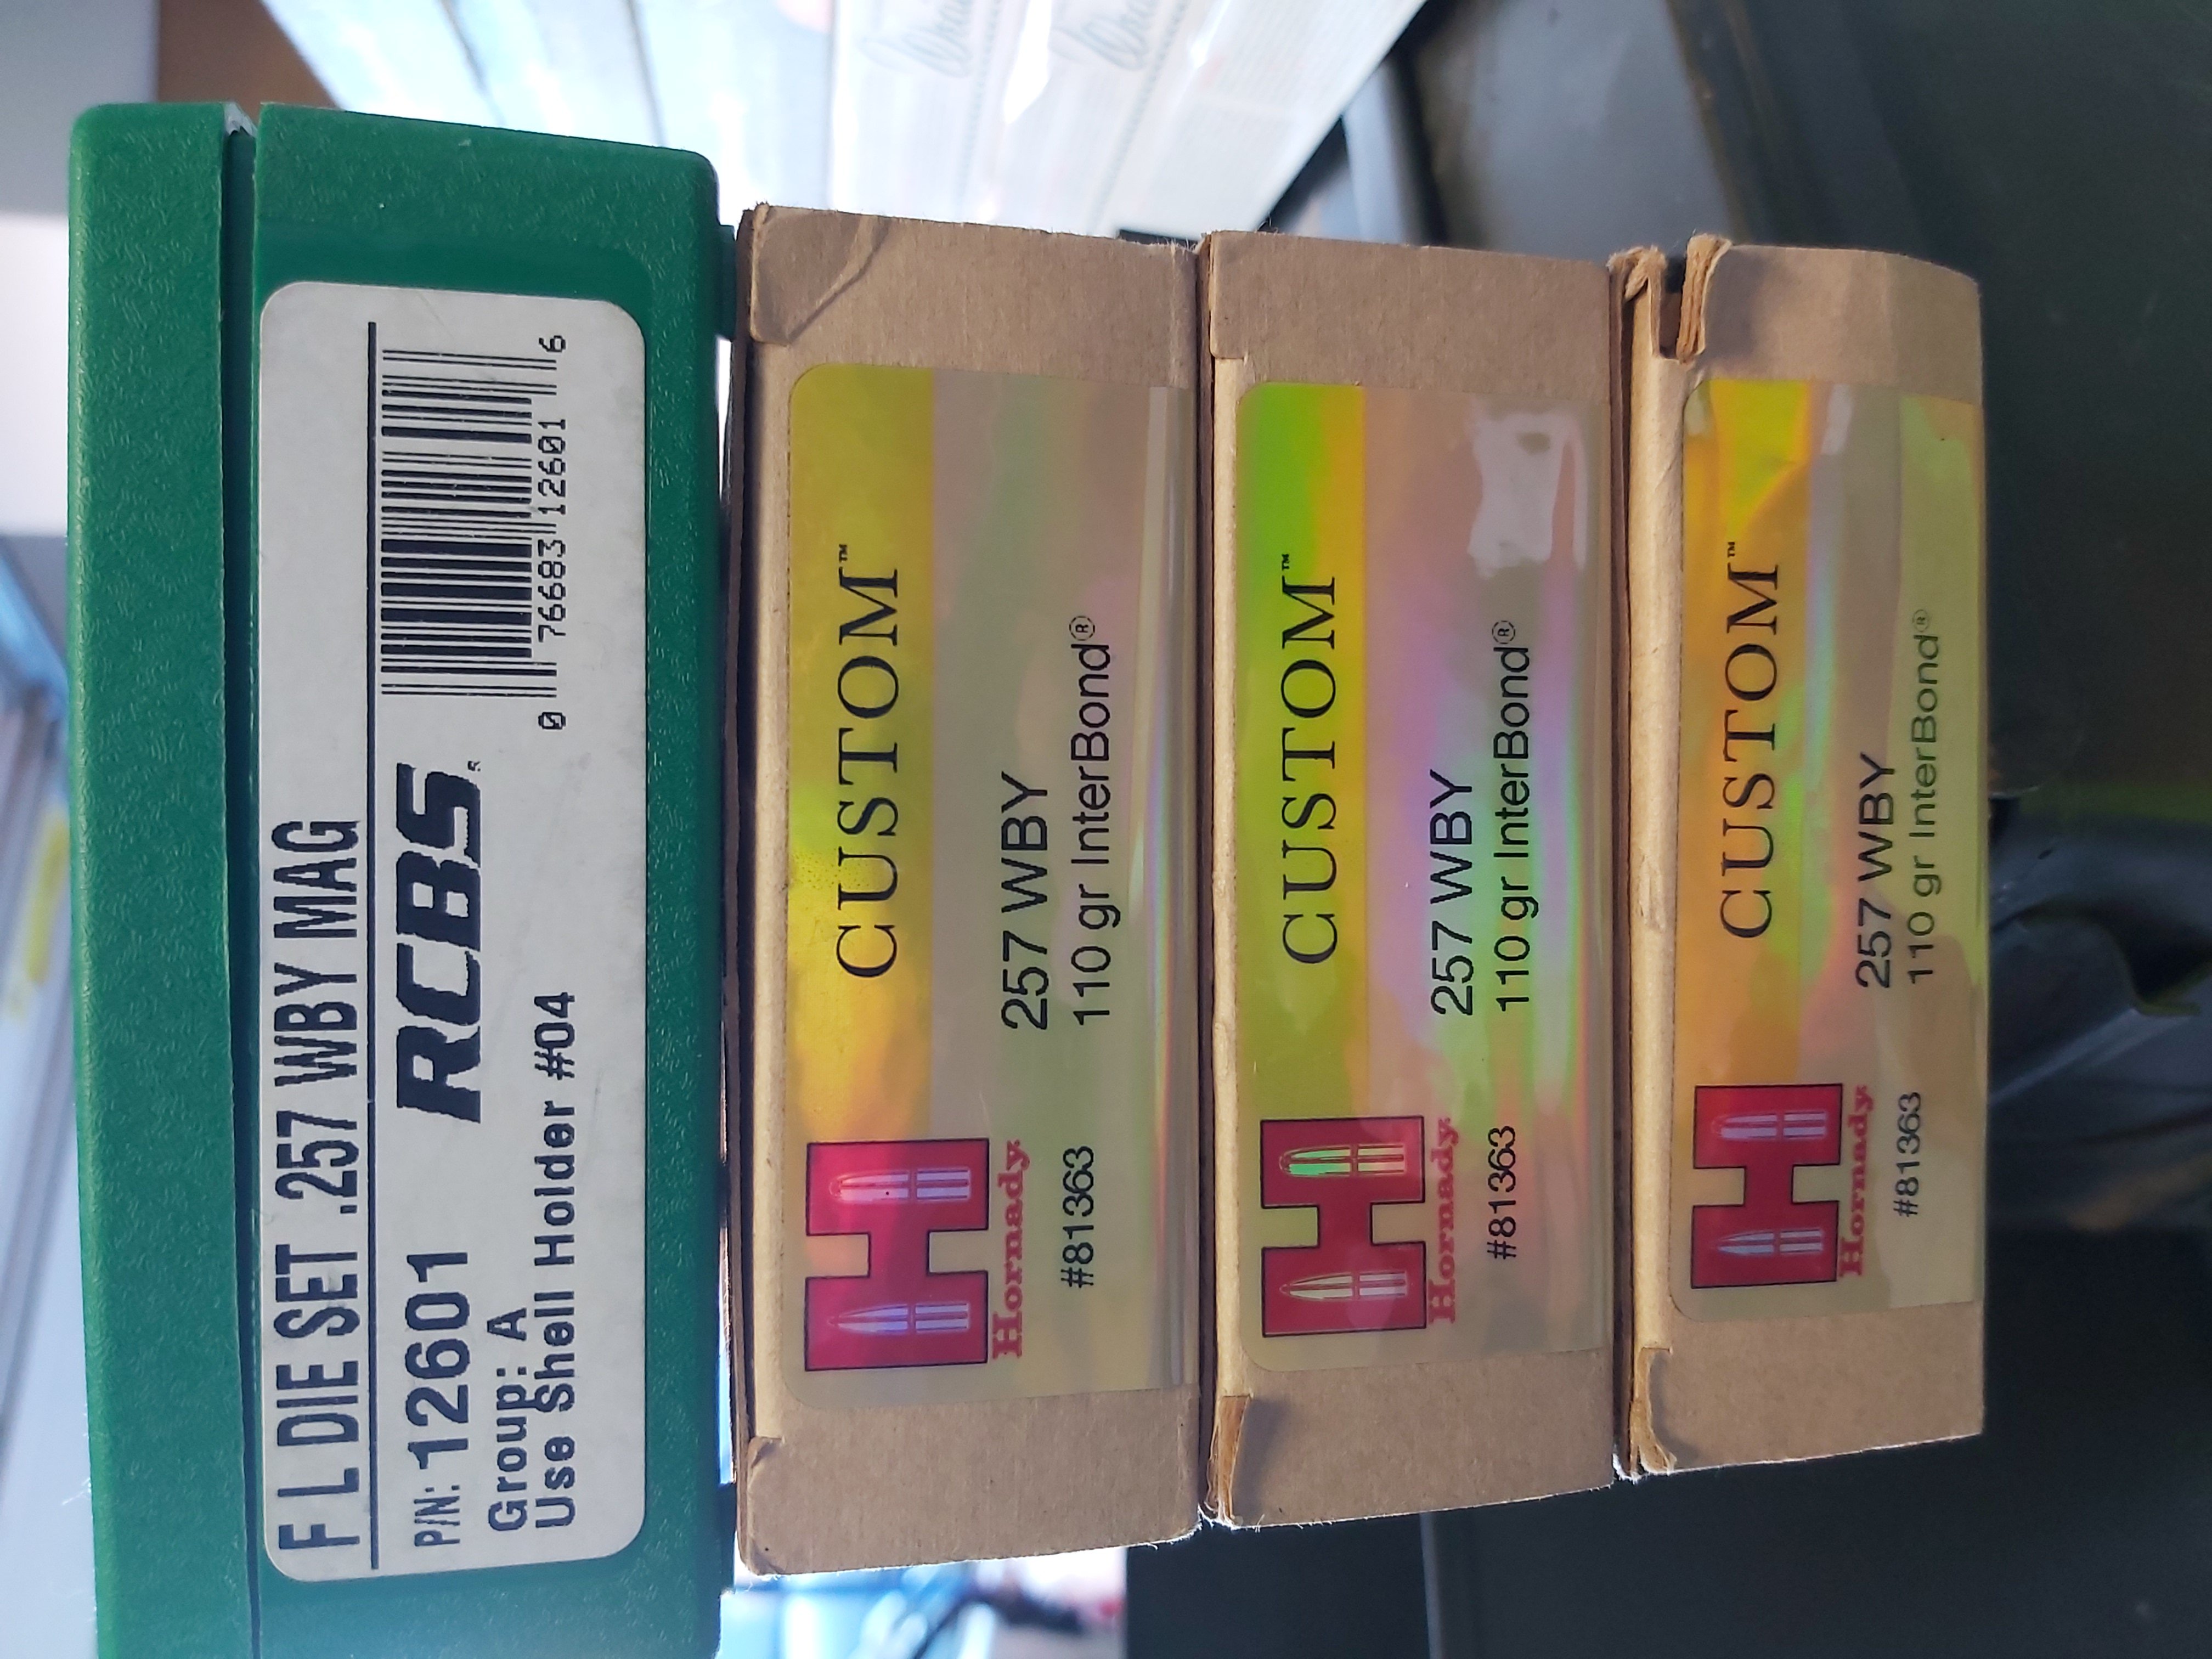 F L DIE SET .257 WBY MAG
P/N: 12601
RCBS
Group: A
Use Shell Holder #04
0 76683 12601 6
CUSTOM™
Hornady
257 WBY
#81363
110 gr InterBond®
CUSTOM™
Hornady
257 WBY
#81363
110 gr InterBond®
CUSTOM™
Hornady
257 WBY
#81363
110 gr InterBond®